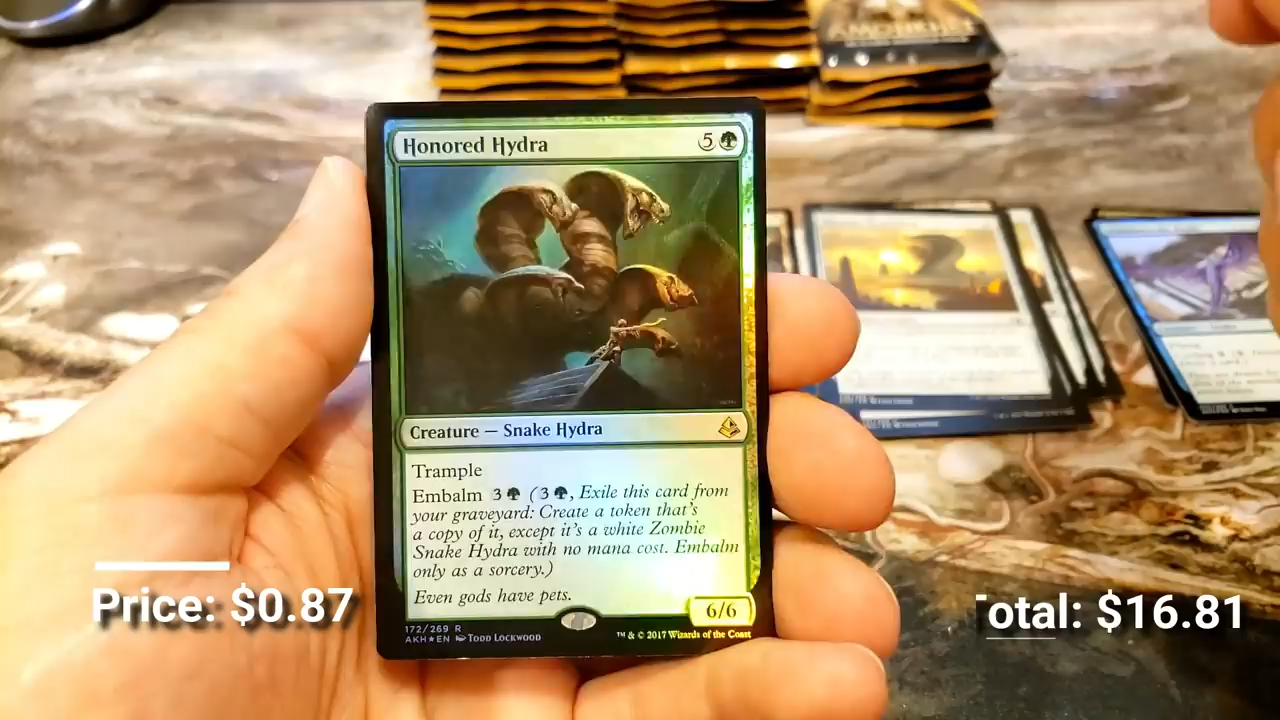 AMONKHET
Honored Hydra
5
Creature — Snake Hydra
Trample
Embalm 3 (3, Exile this card from
your graveyard: Create a token that's
a copy of it, except it's a white Zombie
Snake Hydra with no mana cost. Embalm
only as a sorcery.)
Even gods have pets.
6/6
172/269 R
AKH★EN Todd Lockwood
™ & © 2017 Wizards of the Coast
Price: $0.87
otal: $16.81